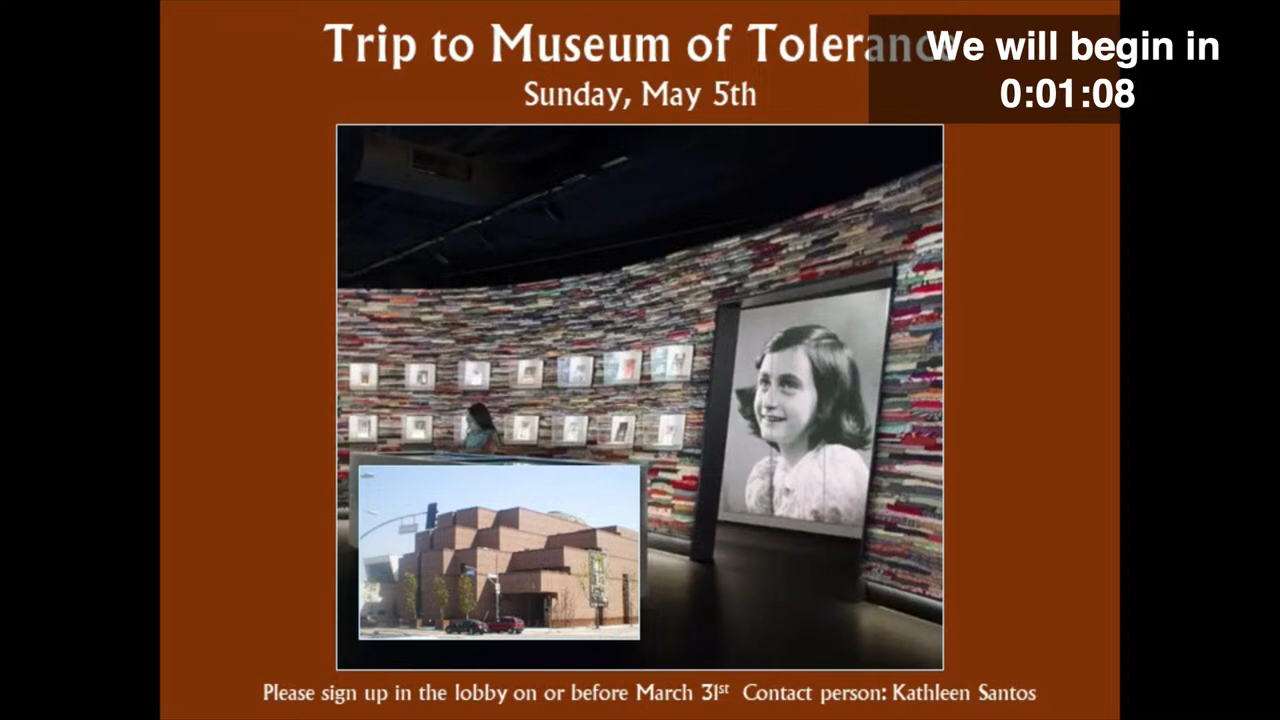 Trip to Museum of Tolerance
Sunday, May 5th
We will begin in
0:01:08
Please sign up in the lobby on or before March 31st Contact person: Kathleen Santos